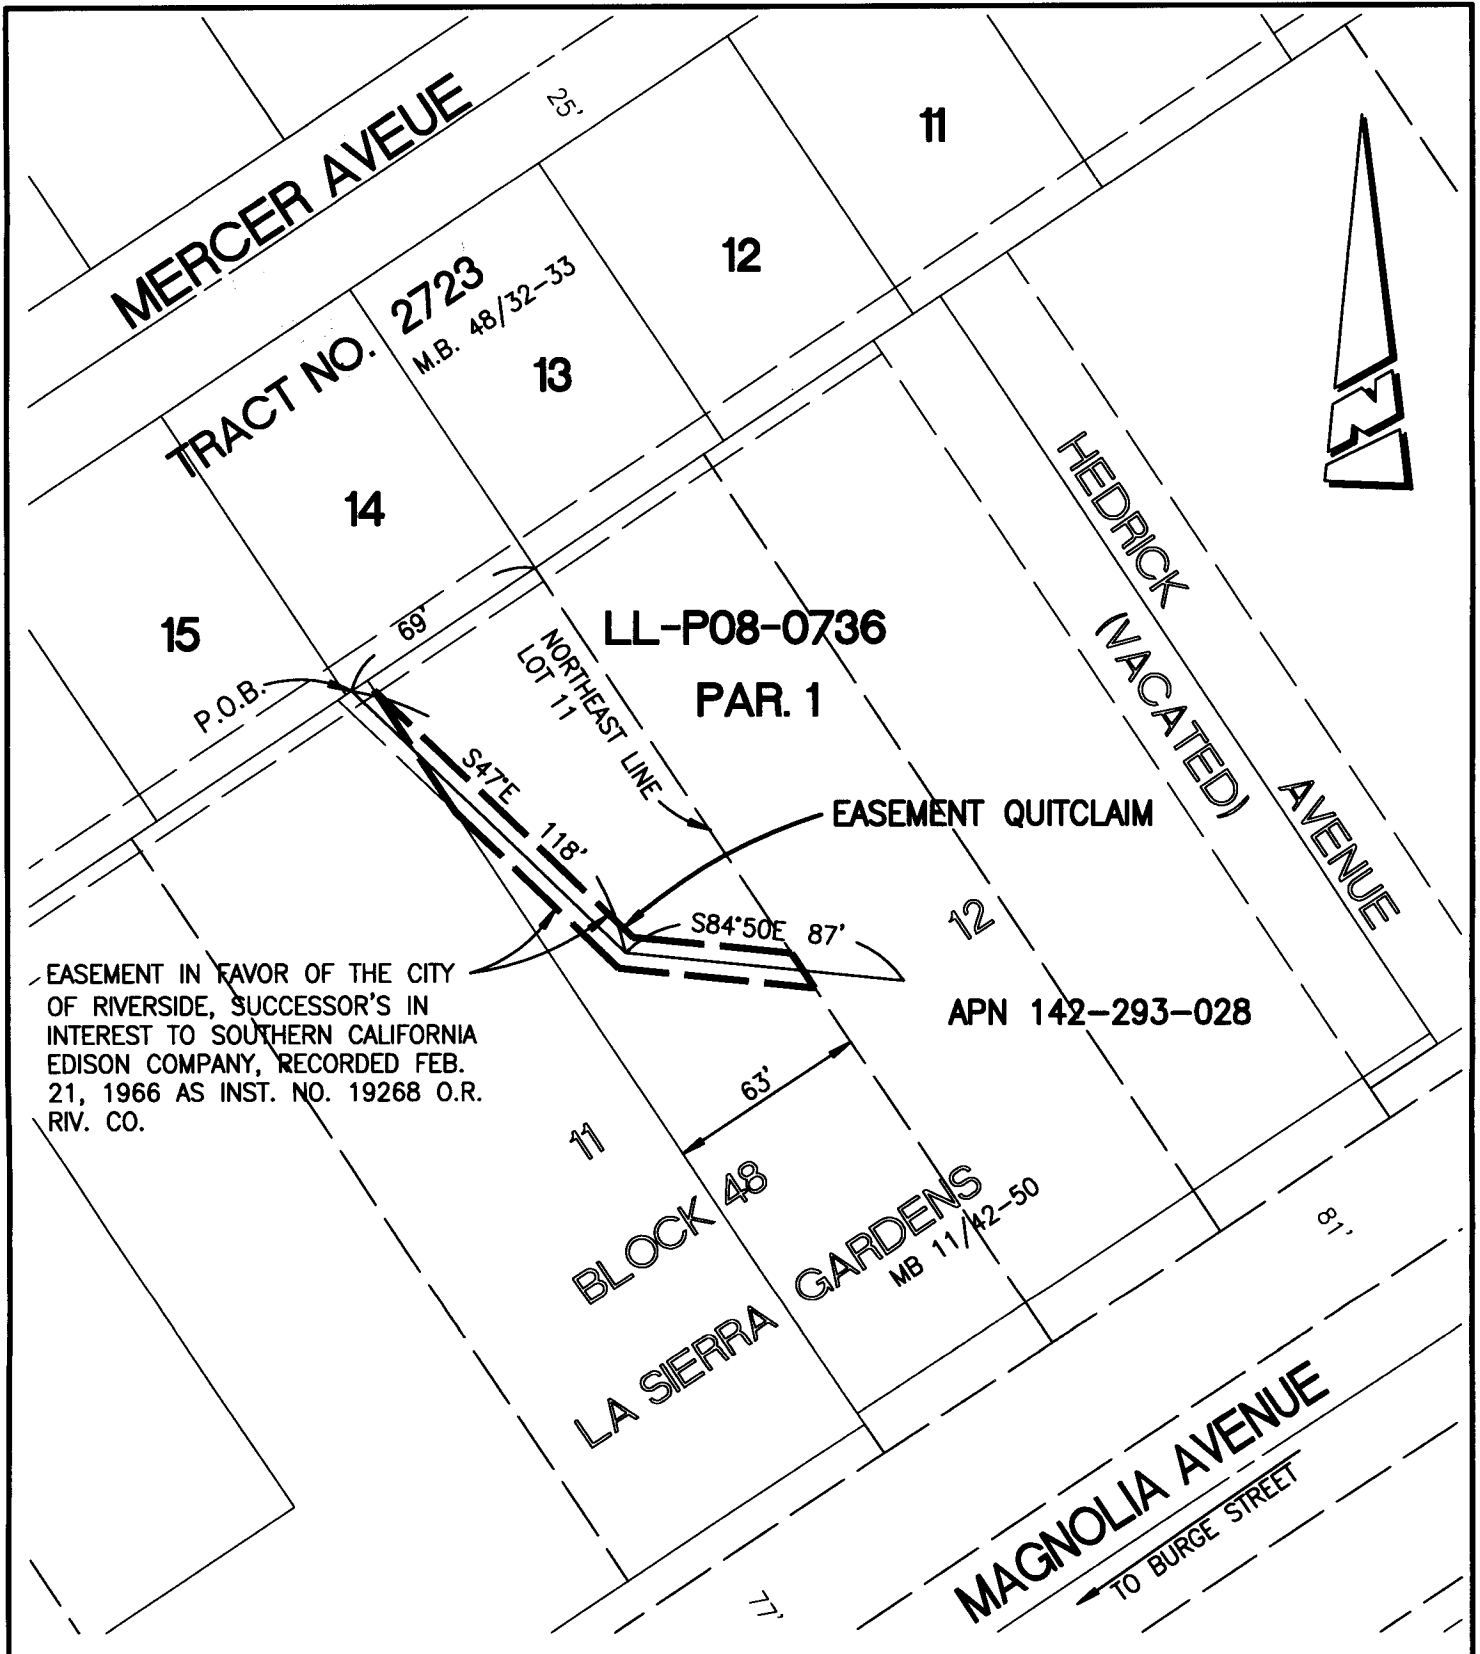 MERCER AVEUE
25'
11
12
TRACT NO. 2723
M.B. 48/32-33
13
14
15
HEDRICK
(VACATED)
AVENUE
69'
P.O.B.
LL-P08-0736
PAR. 1
NORTHEAST LINE
LOT 11
S47°E
118'
EASEMENT QUITCLAIM
S84°50E 87'
12
EASEMENT IN FAVOR OF THE CITY
OF RIVERSIDE, SUCCESSOR'S IN
INTEREST TO SOUTHERN CALIFORNIA
EDISON COMPANY, RECORDED FEB.
21, 1966 AS INST. NO. 19268 O.R.
RIV. CO.
APN 142-293-028
63'
11
BLOCK 48
LA SIERRA GARDENS
MB 11/42-50
81'
MAGNOLIA AVENUE
TO BURGE STREET
77'
N